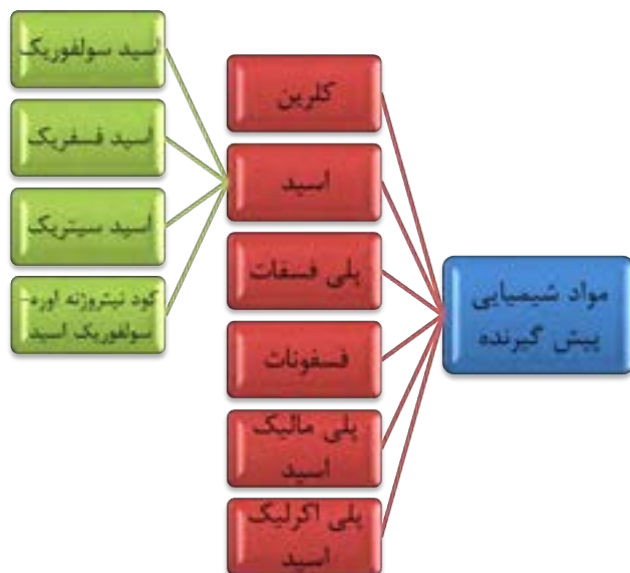 مواد شیمیایی
پیش گیرنده
کلرین
اسید
پلی فسفات
فسفونات
پلی مالیک
اسید
پلی اکرلیک
اسید
اسید سولفوریک
اسید فسفریک
اسید سیتریک
کود نیتروژنه اوره-
سولفوریک اسید